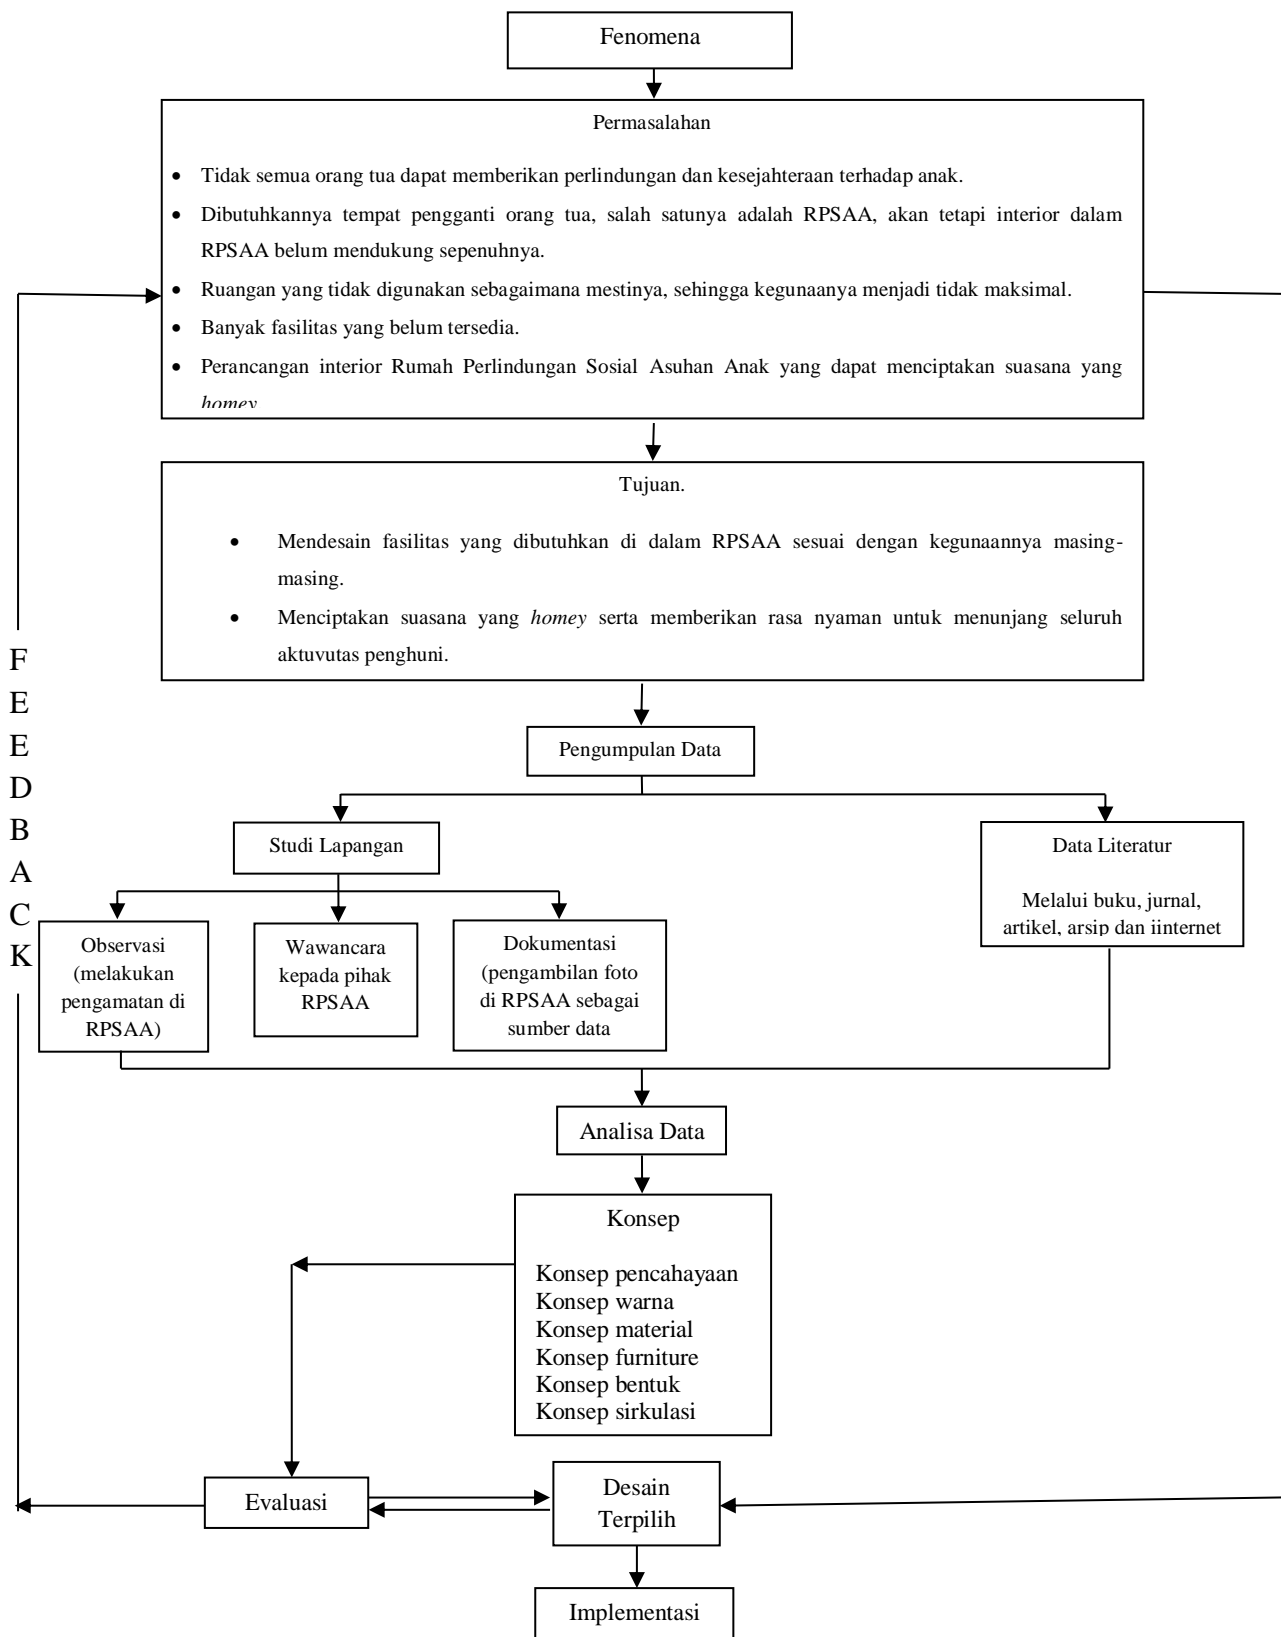 Fenomena
Permasalahan
• Tidak semua orang tua dapat memberikan perlindungan dan kesejahteraan terhadap anak.
• Dibutuhkannya tempat pengganti orang tua, salah satunya adalah RPSAA, akan tetapi interior dalam
RPSAA belum mendukung sepenuhnya.
• Ruangan yang tidak digunakan sebagaimana mestinya, sehingga kegunaanya menjadi tidak maksimal.
• Banyak fasilitas yang belum tersedia.
• Perancangan interior Rumah Perlindungan Sosial Asuhan Anak yang dapat menciptakan suasana yang
homey
Tujuan.
• Mendesain fasilitas yang dibutuhkan di dalam RPSAA sesuai dengan kegunaannya masing-
masing.
• Menciptakan suasana yang homey serta memberikan rasa nyaman untuk menunjang seluruh
aktuvutas penghuni.
F
E
E
D
B
A
C
K
Pengumpulan Data
Studi Lapangan
Data Literatur
Melalui buku, jurnal,
artikel, arsip dan iinternet
Observasi
(melakukan
pengamatan di
RPSAA)
Wawancara
kepada pihak
RPSAA
Dokumentasi
(pengambilan foto
di RPSAA sebagai
sumber data
Analisa Data
Konsep
Konsep pencahayaan
Konsep warna
Konsep material
Konsep furniture
Konsep bentuk
Konsep sirkulasi
Evaluasi
Desain
Terpilih
Implementasi